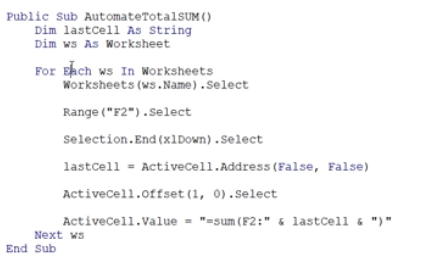 Public Sub AutomateTotalSUM()
    Dim lastCell As String
    Dim ws As Worksheet
    For Each ws In Worksheets
        Worksheets(ws.Name).Select
        Range("F2").Select
        Selection.End(xlDown).Select
        lastCell = ActiveCell.Address(False, False)
        ActiveCell.Offset(1, 0).Select
        ActiveCell.Value = "=sum(F2:" & lastCell & ")"
    Next ws
End Sub